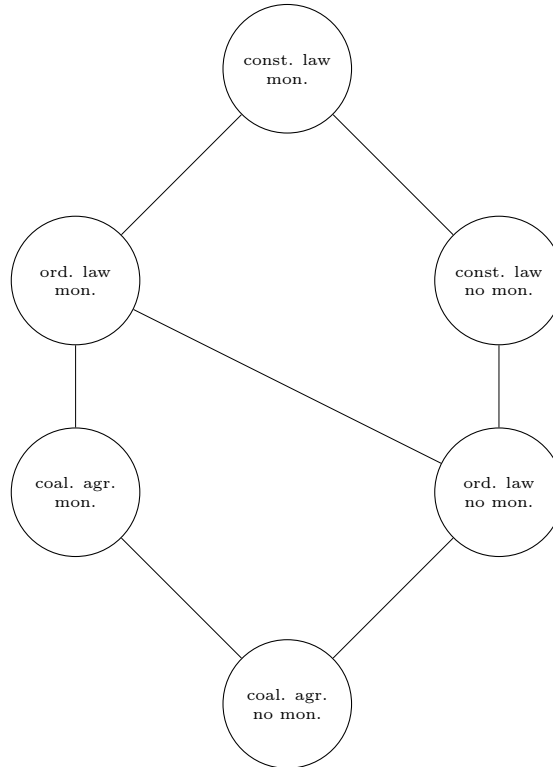 const. law
mon.
ord. law
mon.
const. law
no mon.
coal. agr.
mon.
ord. law
no mon.
coal. agr.
no mon.